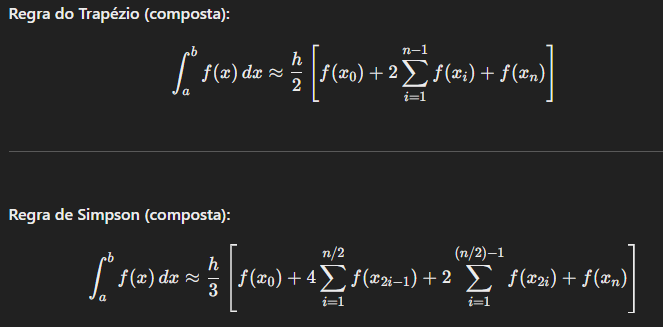 Regra do Trapézio (composta):
∫_a^b f(x) dx ≈ h/2 [ f(x_0) + 2 ∑_{i=1}^{n−1} f(x_i) + f(x_n) ]
Regra de Simpson (composta):
∫_a^b f(x) dx ≈ h/3 [ f(x_0) + 4 ∑_{i=1}^{n/2} f(x_{2i−1}) + 2 ∑_{i=1}^{(n/2)−1} f(x_{2i}) + f(x_n) ]